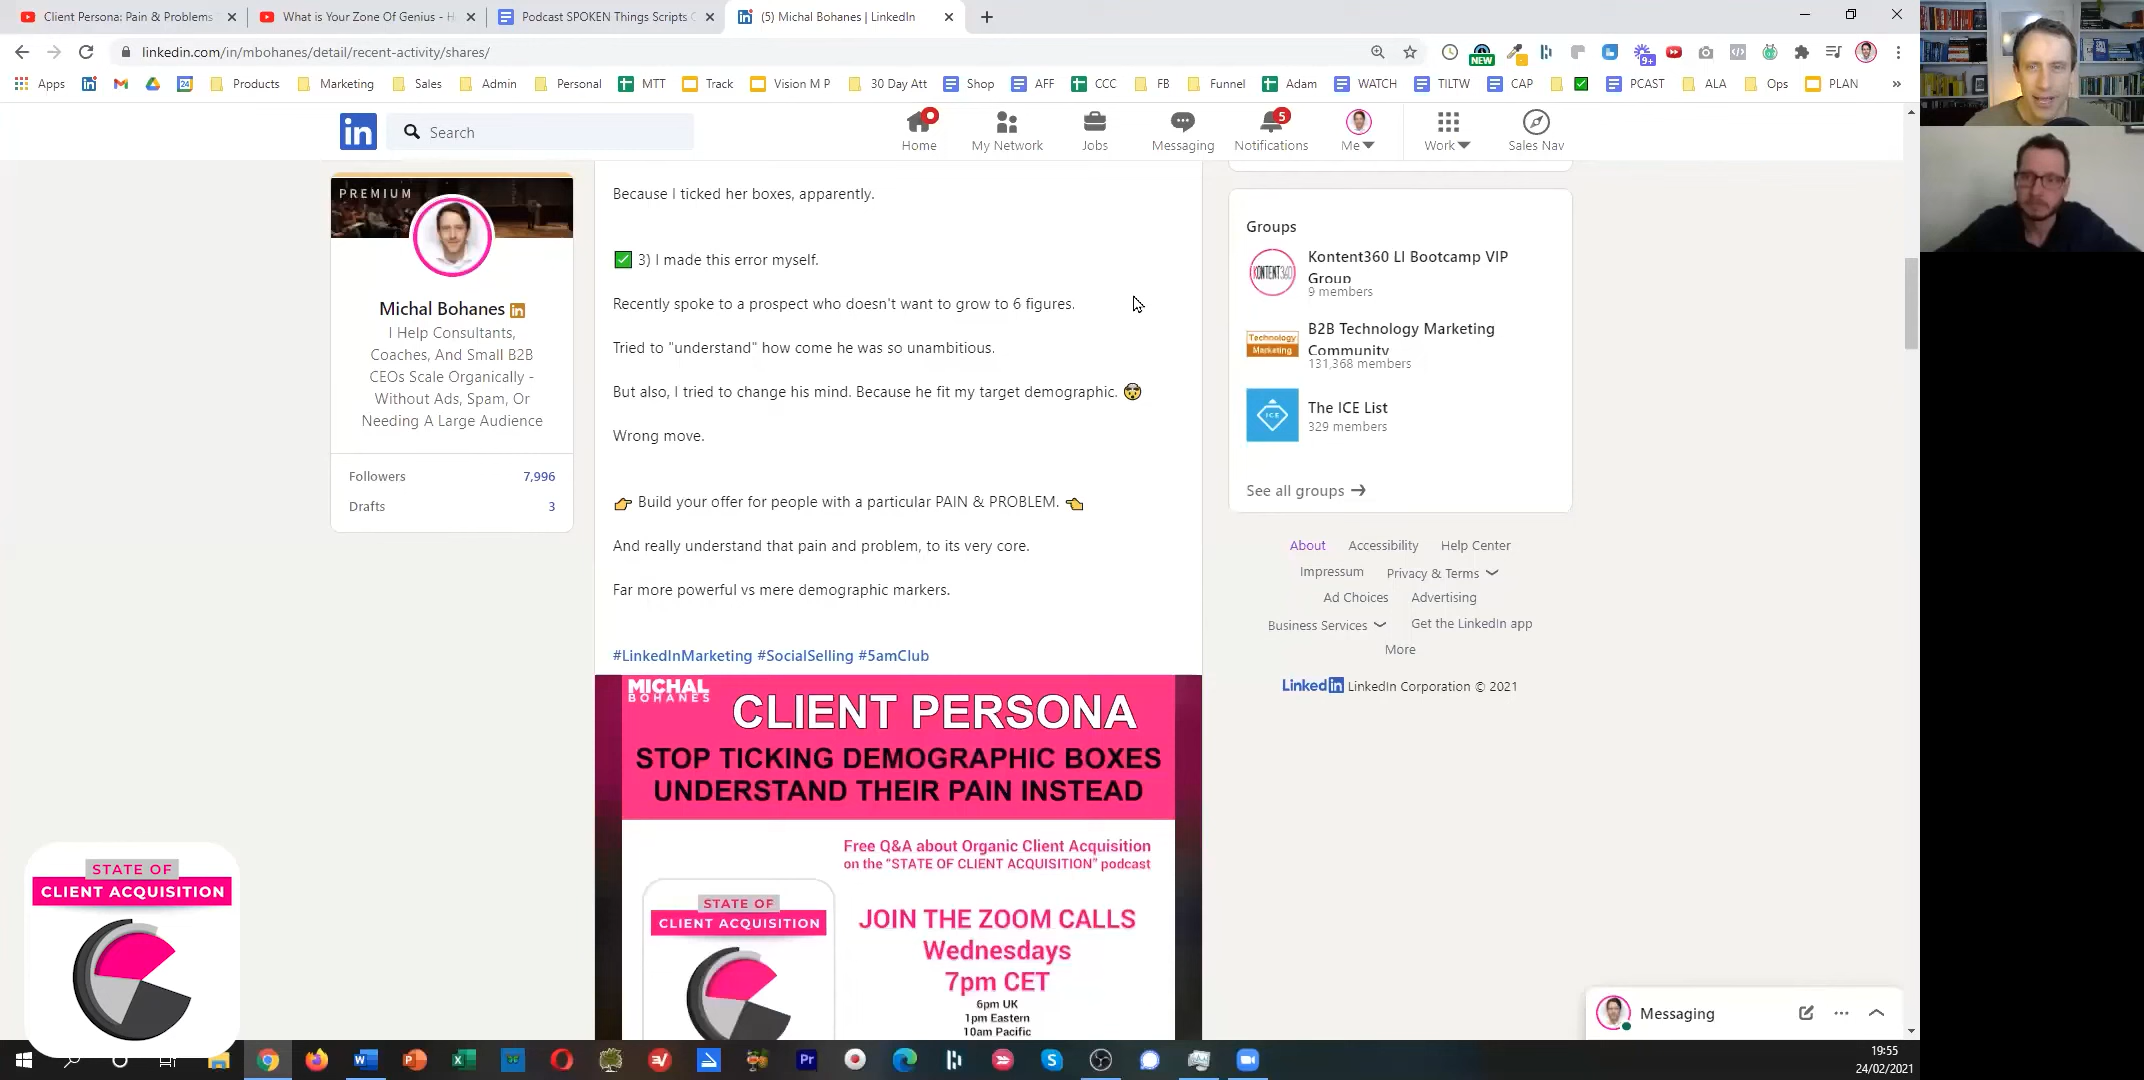 Client Persona: Pain & Problems
What is Your Zone Of Genius - H
Podcast SPOKEN Things Scripts C
(5) Michal Bohanes | LinkedIn
linkedin.com/in/mbohanes/detail/recent-activity/shares/
NEW
9+
Apps
24
Products
Marketing
Sales
Admin
Personal
MTT
Track
Vision M P
30 Day Att
Shop
AFF
CCC
FB
Funnel
Adam
WATCH
TILTW
CAP
PCAST
ALA
Ops
PLAN
»
in
Search
Home
My Network
Jobs
Messaging
5
Notifications
Me
Work
Sales Nav
PREMIUM
Michal Bohanes in
I Help Consultants,
Coaches, And Small B2B
CEOs Scale Organically -
Without Ads, Spam, Or
Needing A Large Audience
Followers 7,996
Drafts 3
Because I ticked her boxes, apparently.
✅ 3) I made this error myself.
Recently spoke to a prospect who doesn't want to grow to 6 figures.
Tried to "understand" how come he was so unambitious.
But also, I tried to change his mind. Because he fit my target demographic. 🤯
Wrong move.
👉 Build your offer for people with a particular PAIN & PROBLEM. 👈
And really understand that pain and problem, to its very core.
Far more powerful vs mere demographic markers.
#LinkedInMarketing #SocialSelling #5amClub
MICHAL
BOHANES
CLIENT PERSONA
STOP TICKING DEMOGRAPHIC BOXES
UNDERSTAND THEIR PAIN INSTEAD
Free Q&A about Organic Client Acquisition
on the "STATE OF CLIENT ACQUISITION" podcast
STATE OF
CLIENT ACQUISITION
JOIN THE ZOOM CALLS
Wednesdays
7pm CET
6pm UK
1pm Eastern
10am Pacific
Groups
KONTENT360
Kontent360 LI Bootcamp VIP
Group
9 members
Technology
Marketing
B2B Technology Marketing
Community
131,368 members
ICE
The ICE List
329 members
See all groups →
About Accessibility Help Center
Impressum Privacy & Terms
Ad Choices Advertising
Business Services Get the LinkedIn app
More
Linkedin LinkedIn Corporation © 2021
STATE OF
CLIENT ACQUISITION
Messaging
Pr
19:55
24/02/2021